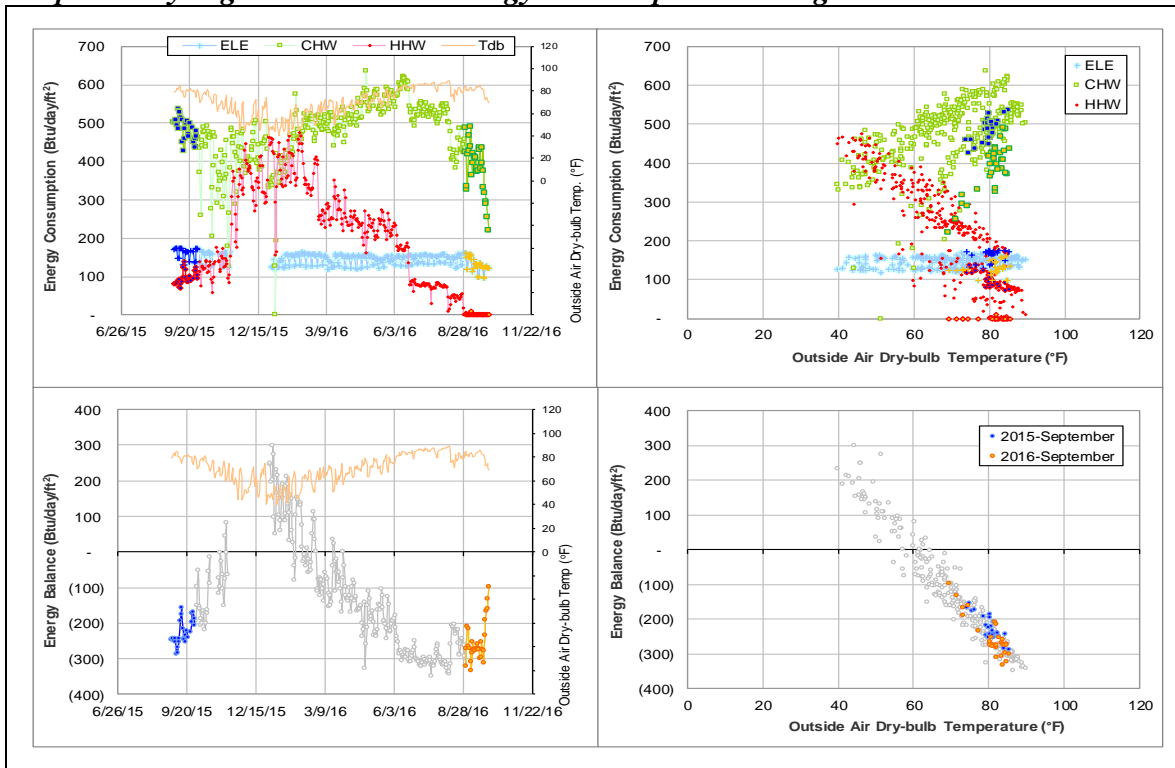 ELE CHW HHW Tdb
700
600
500
400
300
200
100
-
120
100
80
60
40
20
0
Energy Consumption (Btu/day/ft²)
Outside Air Dry-bulb Temp. (°F)
6/26/15 9/20/15 12/15/15 3/9/16 6/3/16 8/28/16 11/22/16
ELE
CHW
HHW
700
600
500
400
300
200
100
-
Energy Consumption (Btu/day/ft²)
0 20 40 60 80 100 120
Outside Air Dry-bulb Temperature (°F)
400
300
200
100
-
(100)
(200)
(300)
(400)
120
100
80
60
40
20
0
Energy Balance (Btu/day/ft²)
Outside Air Dry-bulb Temp (°F)
6/26/15 9/20/15 12/15/15 3/9/16 6/3/16 8/28/16 11/22/16
2015-September
2016-September
400
300
200
100
-
(100)
(200)
(300)
(400)
Energy Balance (Btu/day/ft²)
0 20 40 60 80 100 120
Outside Air Dry-bulb Temperature (°F)